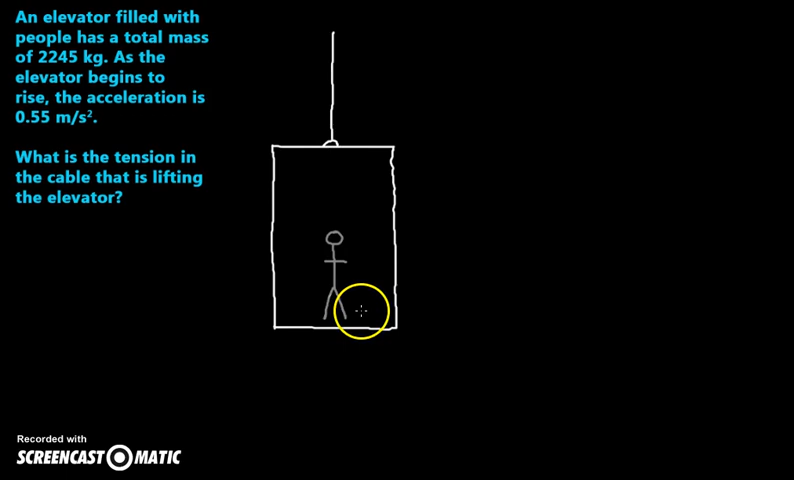 An elevator filled with
people has a total mass
of 2245 kg. As the
elevator begins to
rise, the acceleration is
0.55 m/s².
What is the tension in
the cable that is lifting
the elevator?
Recorded with
SCREENCAST MATIC